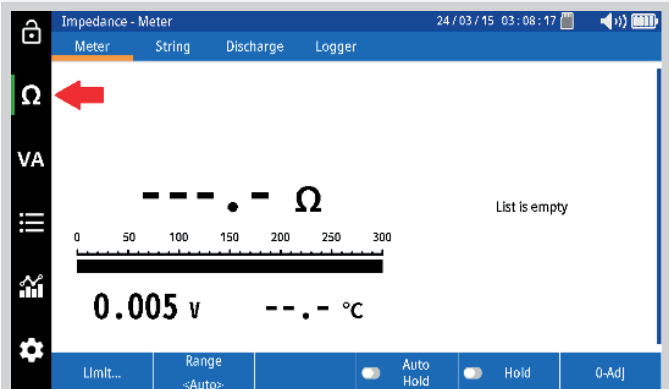 Impedance - Meter 24/03/15 03:08:17
Meter String Discharge Logger
Ω
VA
---.- Ω
List is empty
0 50 100 150 200 250 300
0.005 V --.- °C
Limit...
Range
<Auto>
Auto
Hold
Hold
0-Adj